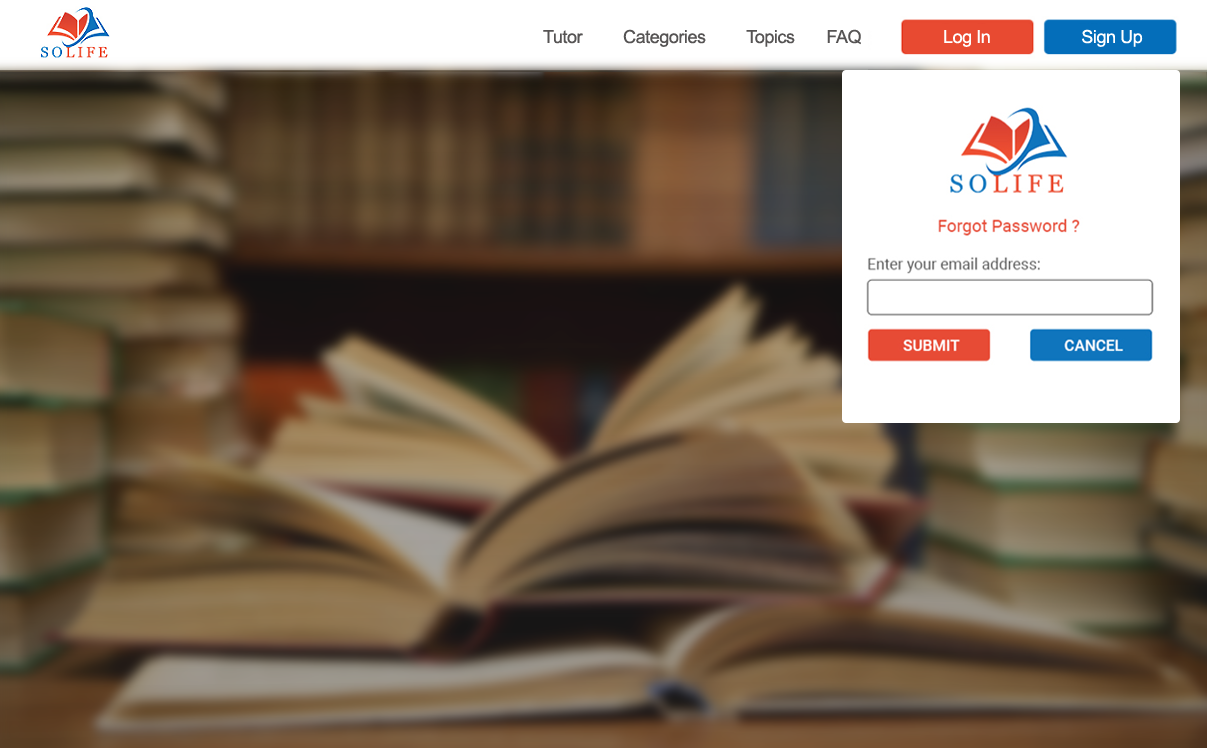 SOLIFE
Tutor Categories Topics FAQ Log In Sign Up
SOLIFE
Forgot Password ?
Enter your email address:
SUBMIT CANCEL